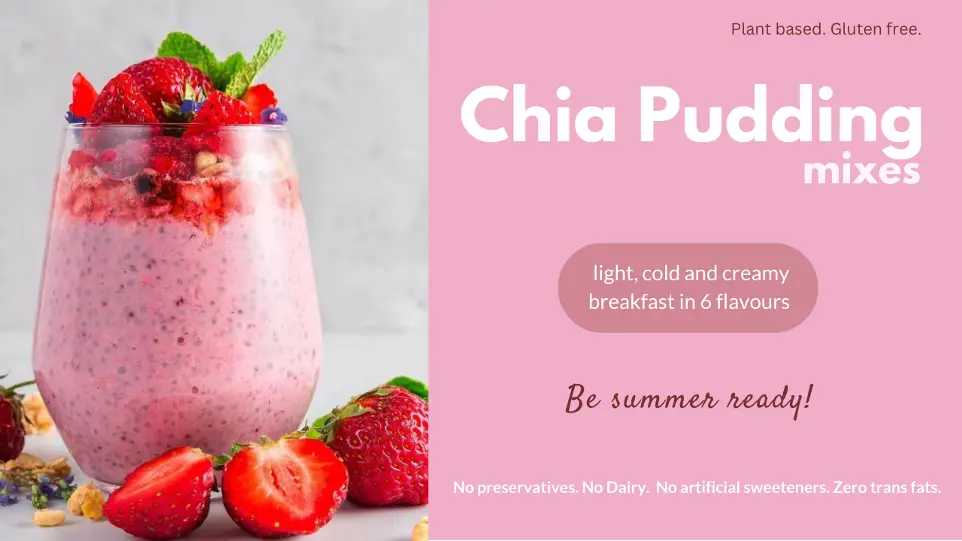 Plant based. Gluten free.
Chia Pudding
mixes
light, cold and creamy
breakfast in 6 flavours
Be summer ready!
No preservatives. No Dairy. No artificial sweeteners. Zero trans fats.